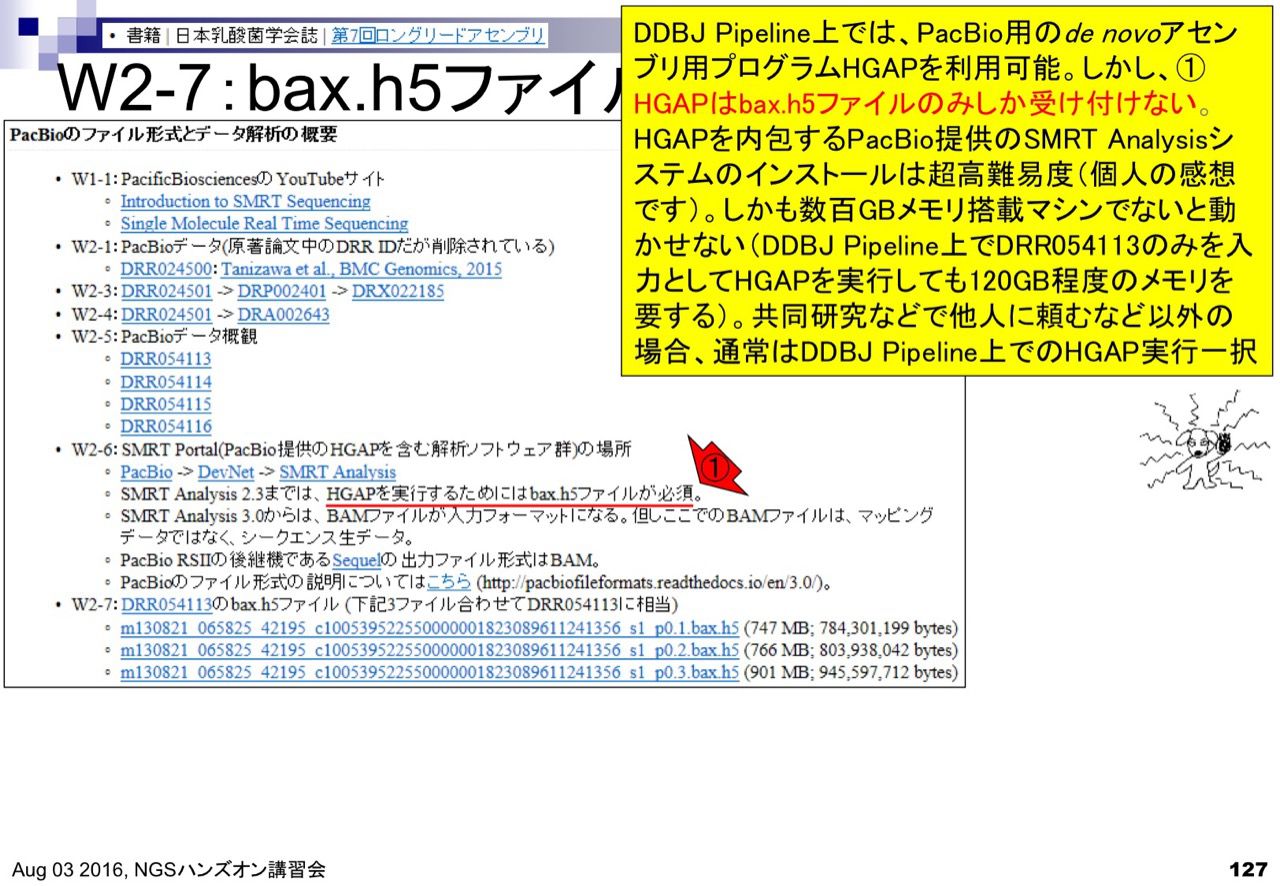 • 書籍 | 日本乳酸菌学会誌 | 第7回ロングリードアセンブリ
W2-7：bax.h5ファイル
DDBJ Pipeline上では、PacBio用のde novoアセン
ブリ用プログラムHGAPを利用可能。しかし、①
HGAPはbax.h5ファイルのみしか受け付けない。
HGAPを内包するPacBio提供のSMRT Analysisシ
ステムのインストールは超高難易度（個人の感想
です）。しかも数百GBメモリ搭載マシンでないと動
かせない（DDBJ Pipeline上でDRR054113のみを入
力としてHGAPを実行しても120GB程度のメモリを
要する）。共同研究などで他人に頼むなど以外の
場合、通常はDDBJ Pipeline上でのHGAP実行一択
PacBioのファイル形式とデータ解析の概要
• W1-1: PacificBiosciencesの YouTubeサイト
◦ Introduction to SMRT Sequencing
◦ Single Molecule Real Time Sequencing
• W2-1: PacBioデータ(原著論文中のDRR IDだが削除されている)
◦ DRR024500: Tanizawa et al., BMC Genomics, 2015
• W2-3: DRR024501 -> DRP002401 -> DRX022185
• W2-4: DRR024501 -> DRA002643
• W2-5: PacBioデータ概観
◦ DRR054113
◦ DRR054114
◦ DRR054115
◦ DRR054116
• W2-6: SMRT Portal(PacBio提供のHGAPを含む解析ソフトウェア群)の場所
◦ PacBio -> DevNet -> SMRT Analysis
①
◦ SMRT Analysis 2.3までは、HGAPを実行するためにはbax.h5ファイルが必須。
◦ SMRT Analysis 3.0からは、BAMファイルが入力フォーマットになる。但しここでのBAMファイルは、マッピング
データではなく、シークエンス生データ。
◦ PacBio RSIIの後継機であるSequelの出力ファイル形式はBAM。
◦ PacBioのファイル形式の説明についてはこちら (http://pacbiofileformats.readthedocs.io/en/3.0/)。
• W2-7: DRR054113のbax.h5ファイル (下記3ファイル合わせてDRR054113に相当)
◦ m130821_065825_42195_c100539522550000001823089611241356_s1_p0.1.bax.h5 (747 MB; 784,301,199 bytes)
◦ m130821_065825_42195_c100539522550000001823089611241356_s1_p0.2.bax.h5 (766 MB; 803,938,042 bytes)
◦ m130821_065825_42195_c100539522550000001823089611241356_s1_p0.3.bax.h5 (901 MB; 945,597,712 bytes)
Aug 03 2016, NGSハンズオン講習会
127